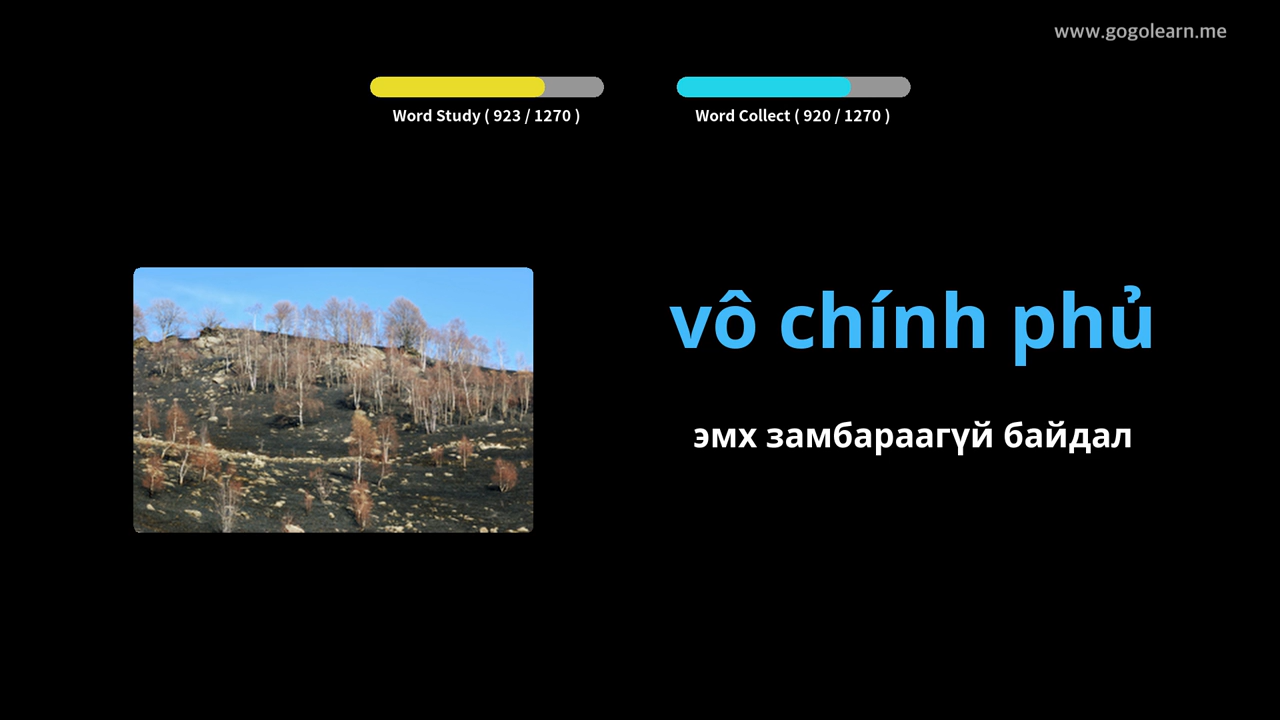 www.gogolearn.me
Word Study ( 923 / 1270 )
Word Collect ( 920 / 1270 )
vô chính phủ
эмх замбараагүй байдал